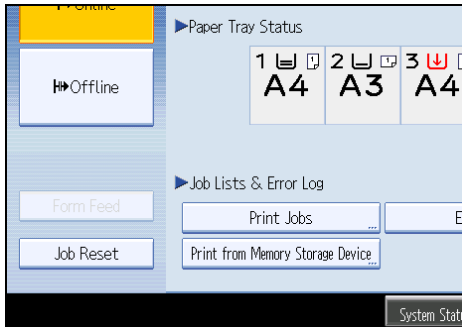 Online
Paper Tray Status
1 2 3
A4 A3 A4
Offline
Job Lists & Error Log
Form Feed
Print Jobs
Job Reset
Print from Memory Storage Device
System Stat